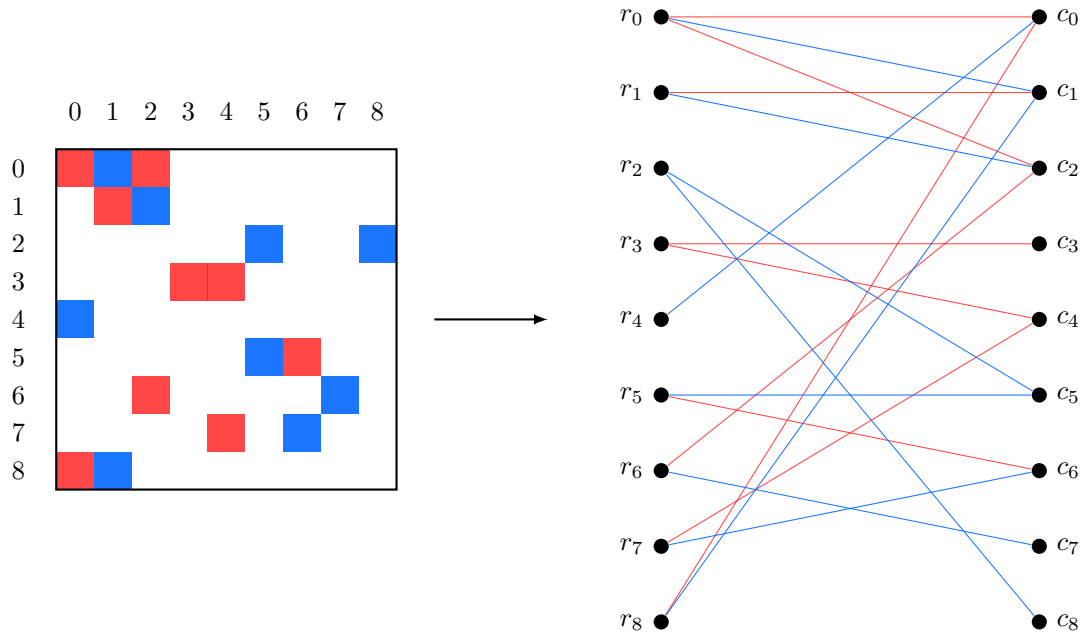 0 1 2 3 4 5 6 7 8
0
1
2
3
4
5
6
7
8
r₀ c₀
r₁ c₁
r₂ c₂
r₃ c₃
r₄ c₄
r₅ c₅
r₆ c₆
r₇ c₇
r₈ c₈